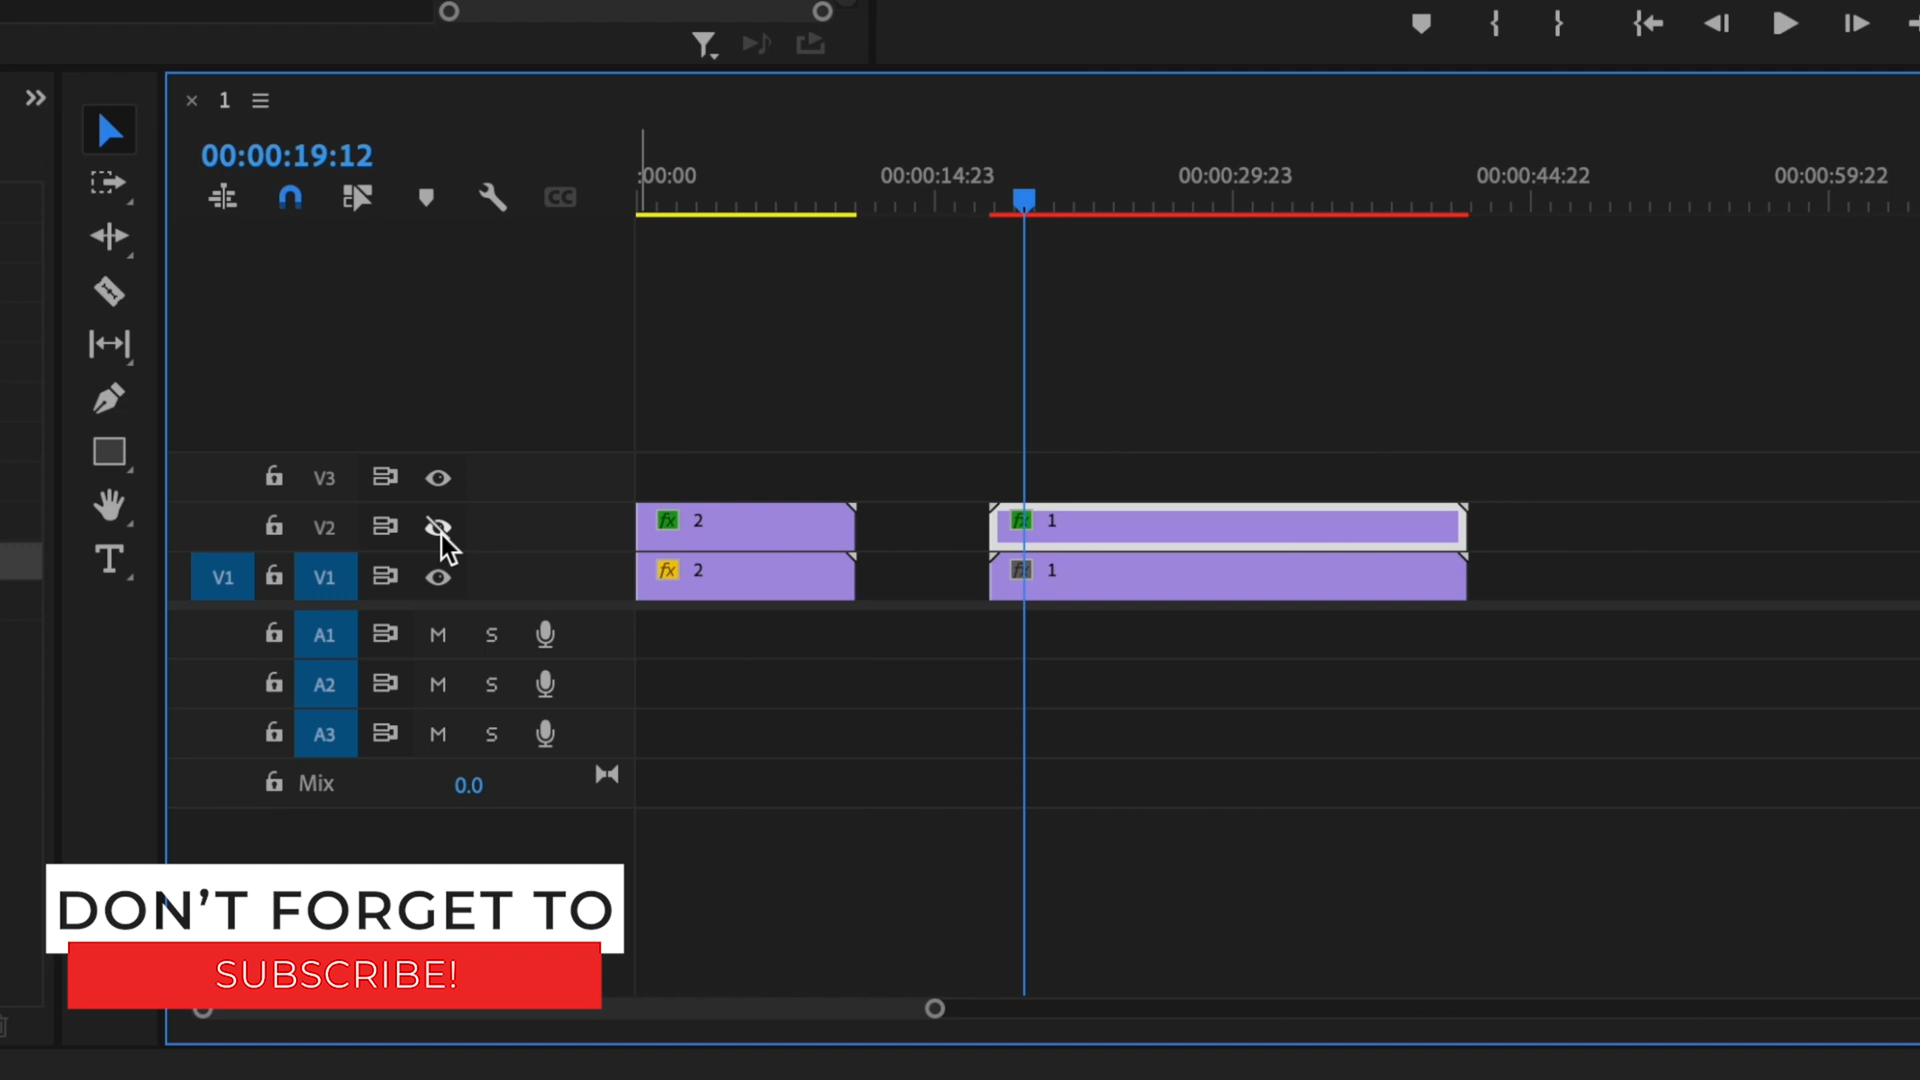 1
00:00:19:12
:00:00 00:00:14:23 00:00:29:23 00:00:44:22 00:00:59:22
CC
V3
V2 fx 2 fx 1
V1 V1 fx 2 fx 1
A1 M S
A2 M S
A3 M S
Mix 0.0
DON'T FORGET TO
SUBSCRIBE!